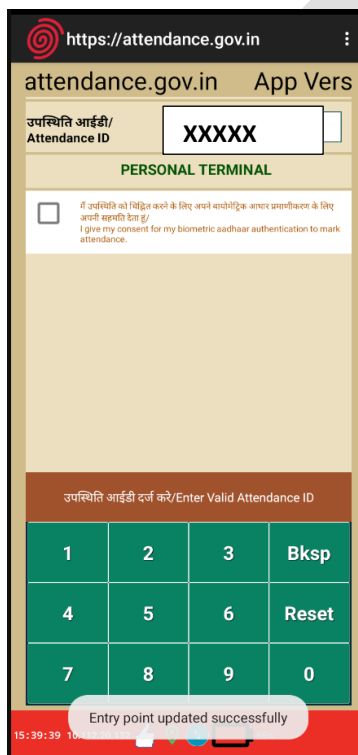 https://attendance.gov.in
attendance.gov.in App Vers
उपस्थिति आईडी/
Attendance ID
XXXXX
PERSONAL TERMINAL
में उपस्थिति को चिह्नित करने के लिए अपने बायोमेट्रिक आधार प्रमाणीकरण के लिए
अपनी सहमति देता हूं/
I give my consent for my biometric aadhaar authentication to mark
attendance.
उपस्थिति आईडी दर्ज करे/Enter Valid Attendance ID
1 2 3 Bksp
4 5 6 Reset
7 8 9 0
Entry point updated successfully
15:39:39